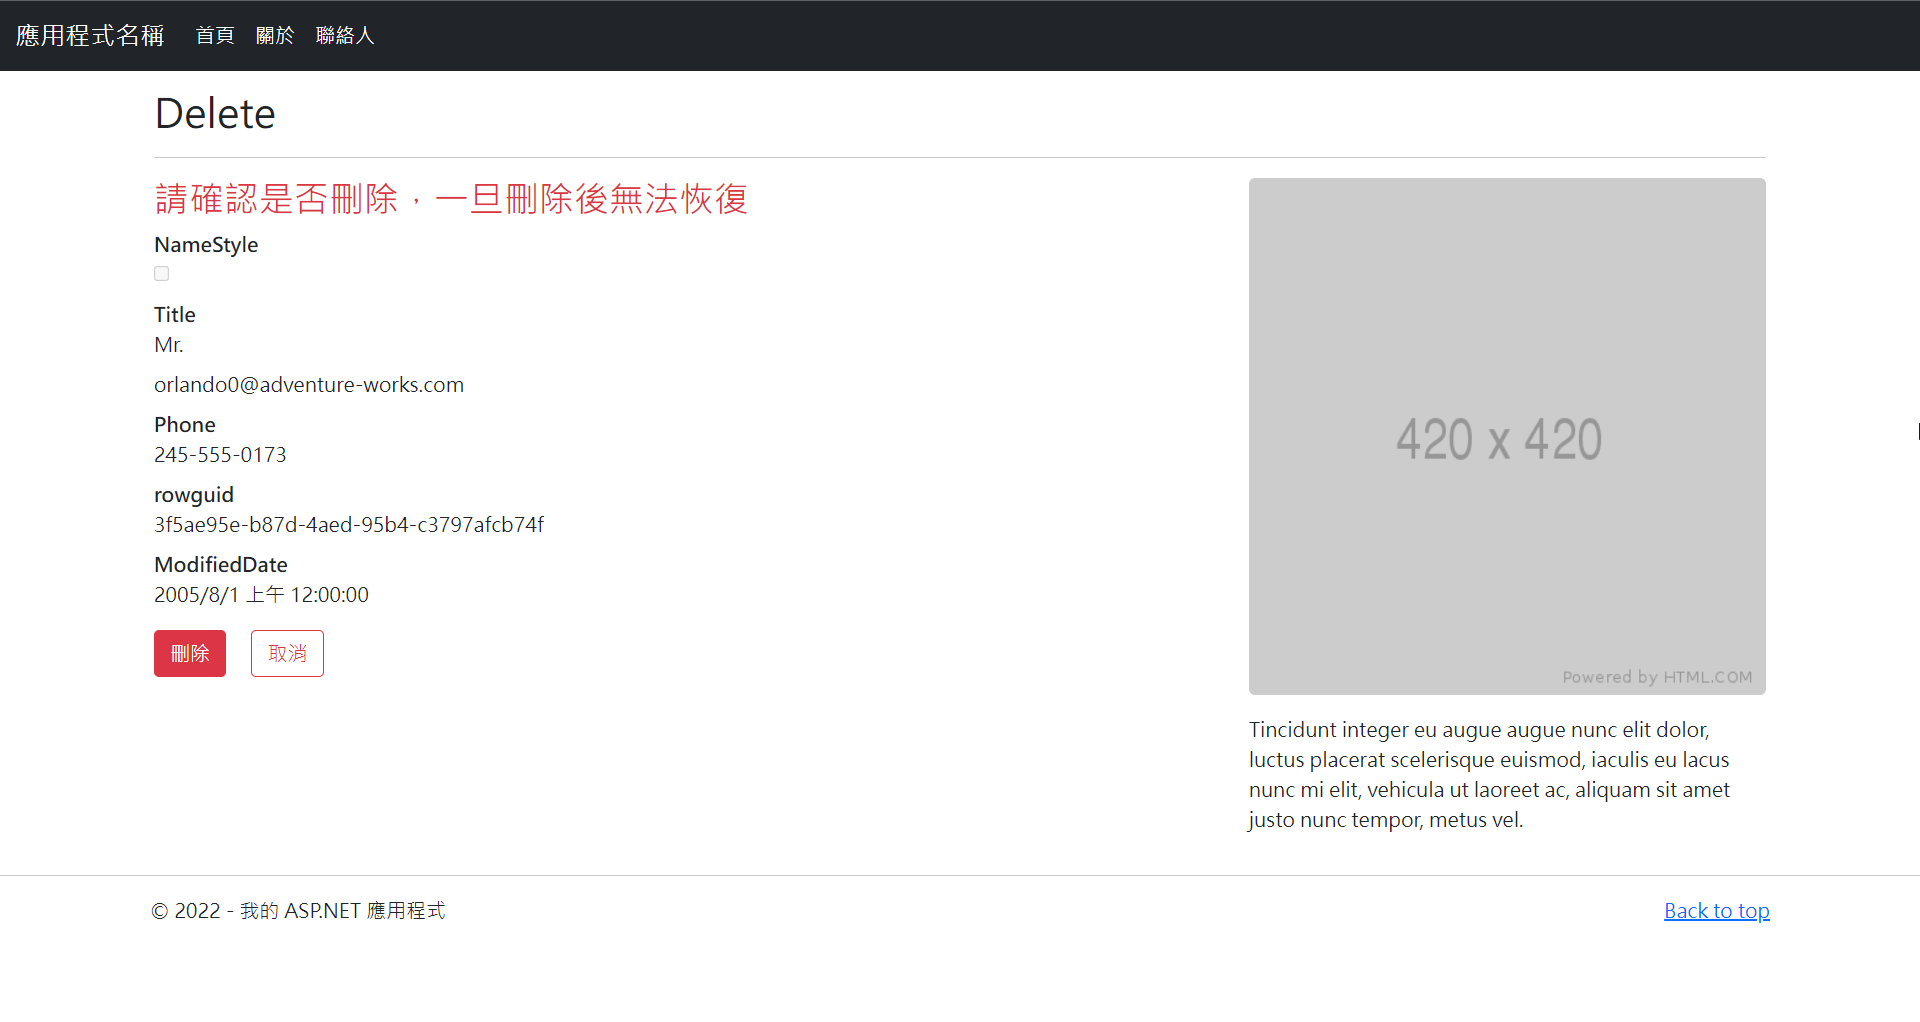 應用程式名稱 首頁 關於 聯絡人
Delete
請確認是否刪除，一旦刪除後無法恢復
NameStyle
Title
Mr.
orlando0@adventure-works.com
Phone
245-555-0173
rowguid
3f5ae95e-b87d-4aed-95b4-c3797afcb74f
ModifiedDate
2005/8/1 上午 12:00:00
刪除 取消
420 x 420
Powered by HTML.COM
Tincidunt integer eu augue augue nunc elit dolor,
luctus placerat scelerisque euismod, iaculis eu lacus
nunc mi elit, vehicula ut laoreet ac, aliquam sit amet
justo nunc tempor, metus vel.
© 2022 - 我的 ASP.NET 應用程式
Back to top